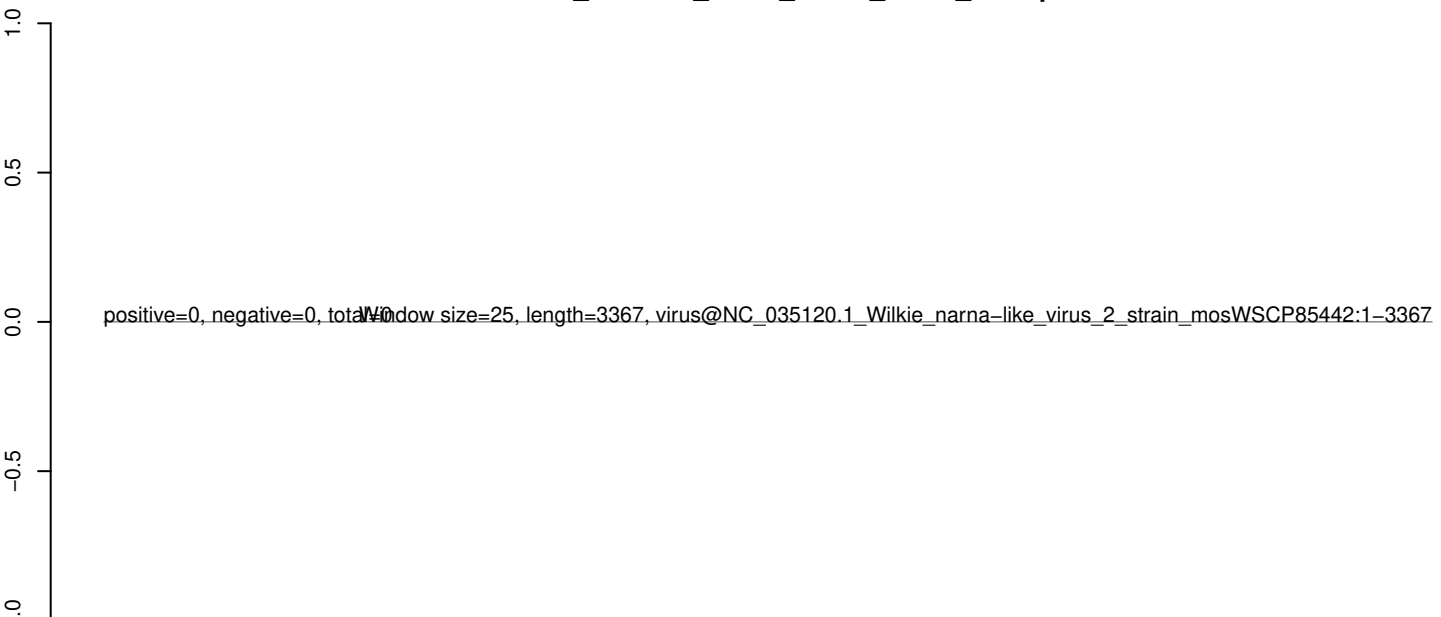 1.0
0.5
positive=0, negative=0, total=0
Window size=25, length=3367, virus@NC_035120.1_Wilkie_narna−like_virus_2_strain_mosWSCP85442:1−3367
0.0
−0.5
.0